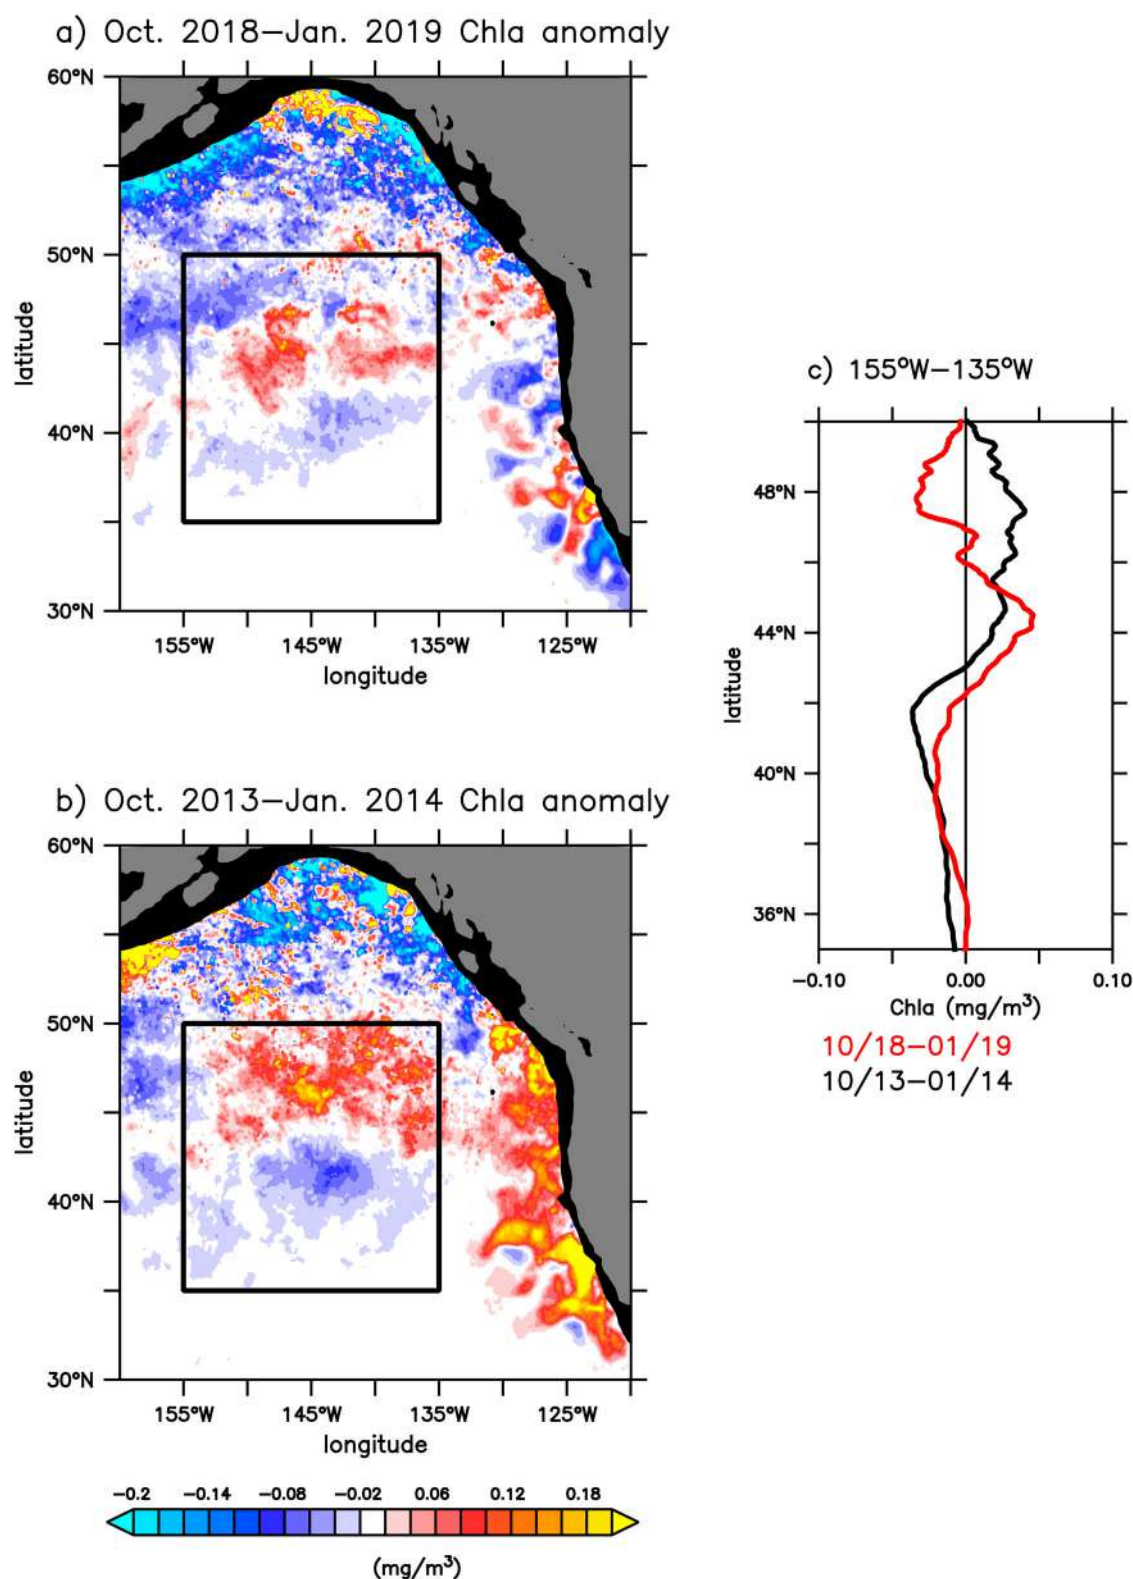 a) Oct. 2018–Jan. 2019 Chla anomaly
60°N
50°N
40°N
30°N
latitude
155°W 145°W 135°W 125°W
longitude
b) Oct. 2013–Jan. 2014 Chla anomaly
60°N
50°N
40°N
30°N
latitude
155°W 145°W 135°W 125°W
longitude
−0.2 −0.14 −0.08 −0.02 0.06 0.12 0.18
(mg/m³)
c) 155°W–135°W
48°N
44°N
40°N
36°N
latitude
−0.10 0.00 0.10
Chla (mg/m³)
10/18–01/19
10/13–01/14